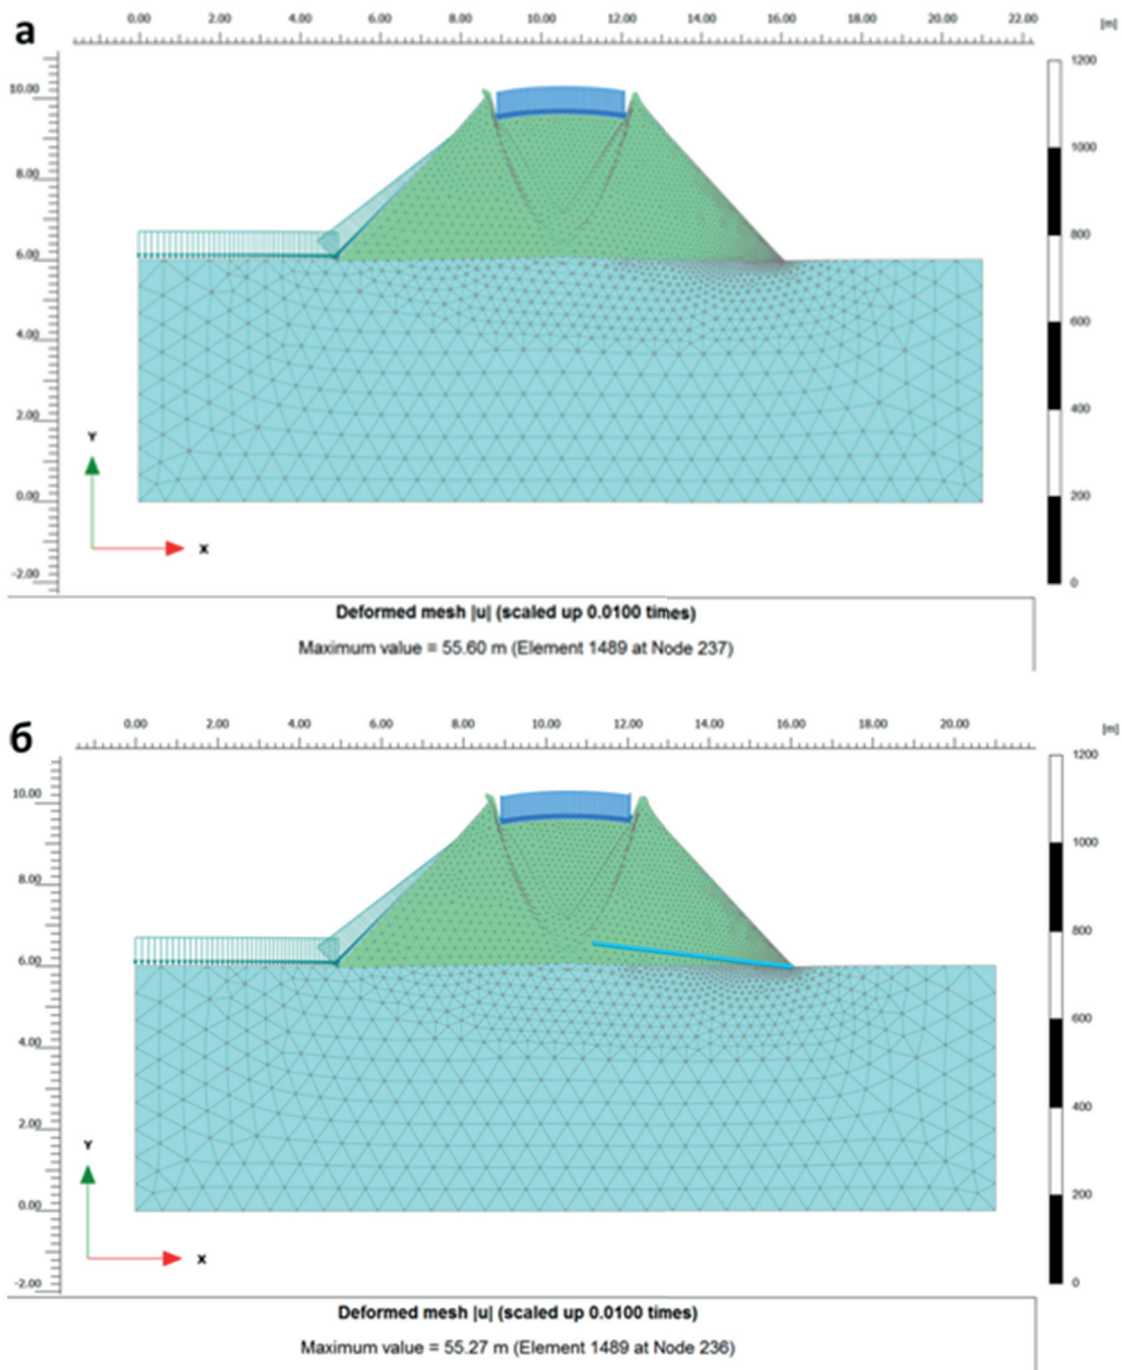 а
0.00 2.00 4.00 6.00 8.00 10.00 12.00 14.00 16.00 18.00 20.00 22.00
[m]
10.00
8.00
6.00
4.00
2.00
0.00
-2.00
Y
X
1200
1000
800
600
400
200
0
Deformed mesh |u| (scaled up 0.0100 times)
Maximum value = 55.60 m (Element 1489 at Node 237)
б
0.00 2.00 4.00 6.00 8.00 10.00 12.00 14.00 16.00 18.00 20.00
[m]
10.00
8.00
6.00
4.00
2.00
0.00
-2.00
Y
X
1200
1000
800
600
400
200
0
Deformed mesh |u| (scaled up 0.0100 times)
Maximum value = 55.27 m (Element 1489 at Node 236)